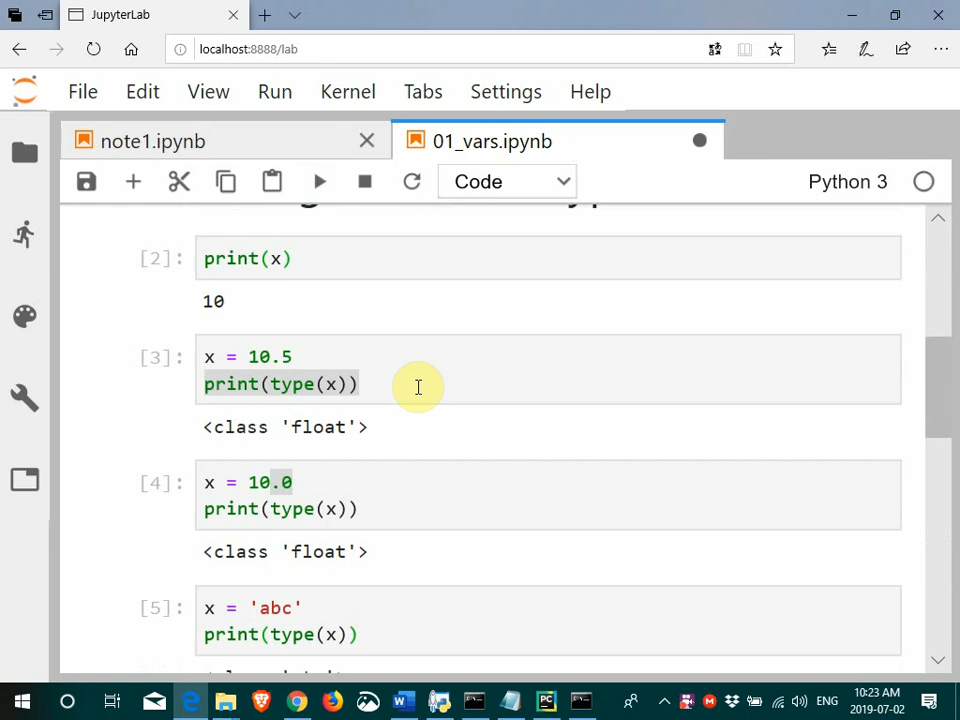 JupyterLab
localhost:8888/lab
File Edit View Run Kernel Tabs Settings Help
note1.ipynb 01_vars.ipynb
Code Python 3
[2]: print(x)
10
[3]: x = 10.5
print(type(x))
<class 'float'>
[4]: x = 10.0
print(type(x))
<class 'float'>
[5]: x = 'abc'
print(type(x))
ENG
10:23 AM
2019-07-02